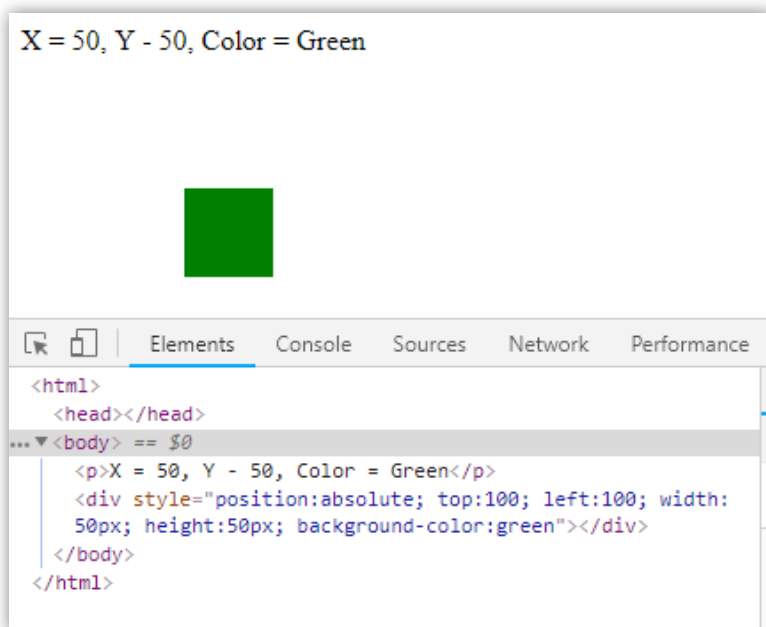 X = 50, Y - 50, Color = Green
Elements Console Sources Network Performance
<html>
<head></head>
... ▼ <body> == $0
<p>X = 50, Y - 50, Color = Green</p>
<div style="position:absolute; top:100; left:100; width:
50px; height:50px; background-color:green"></div>
</body>
</html>